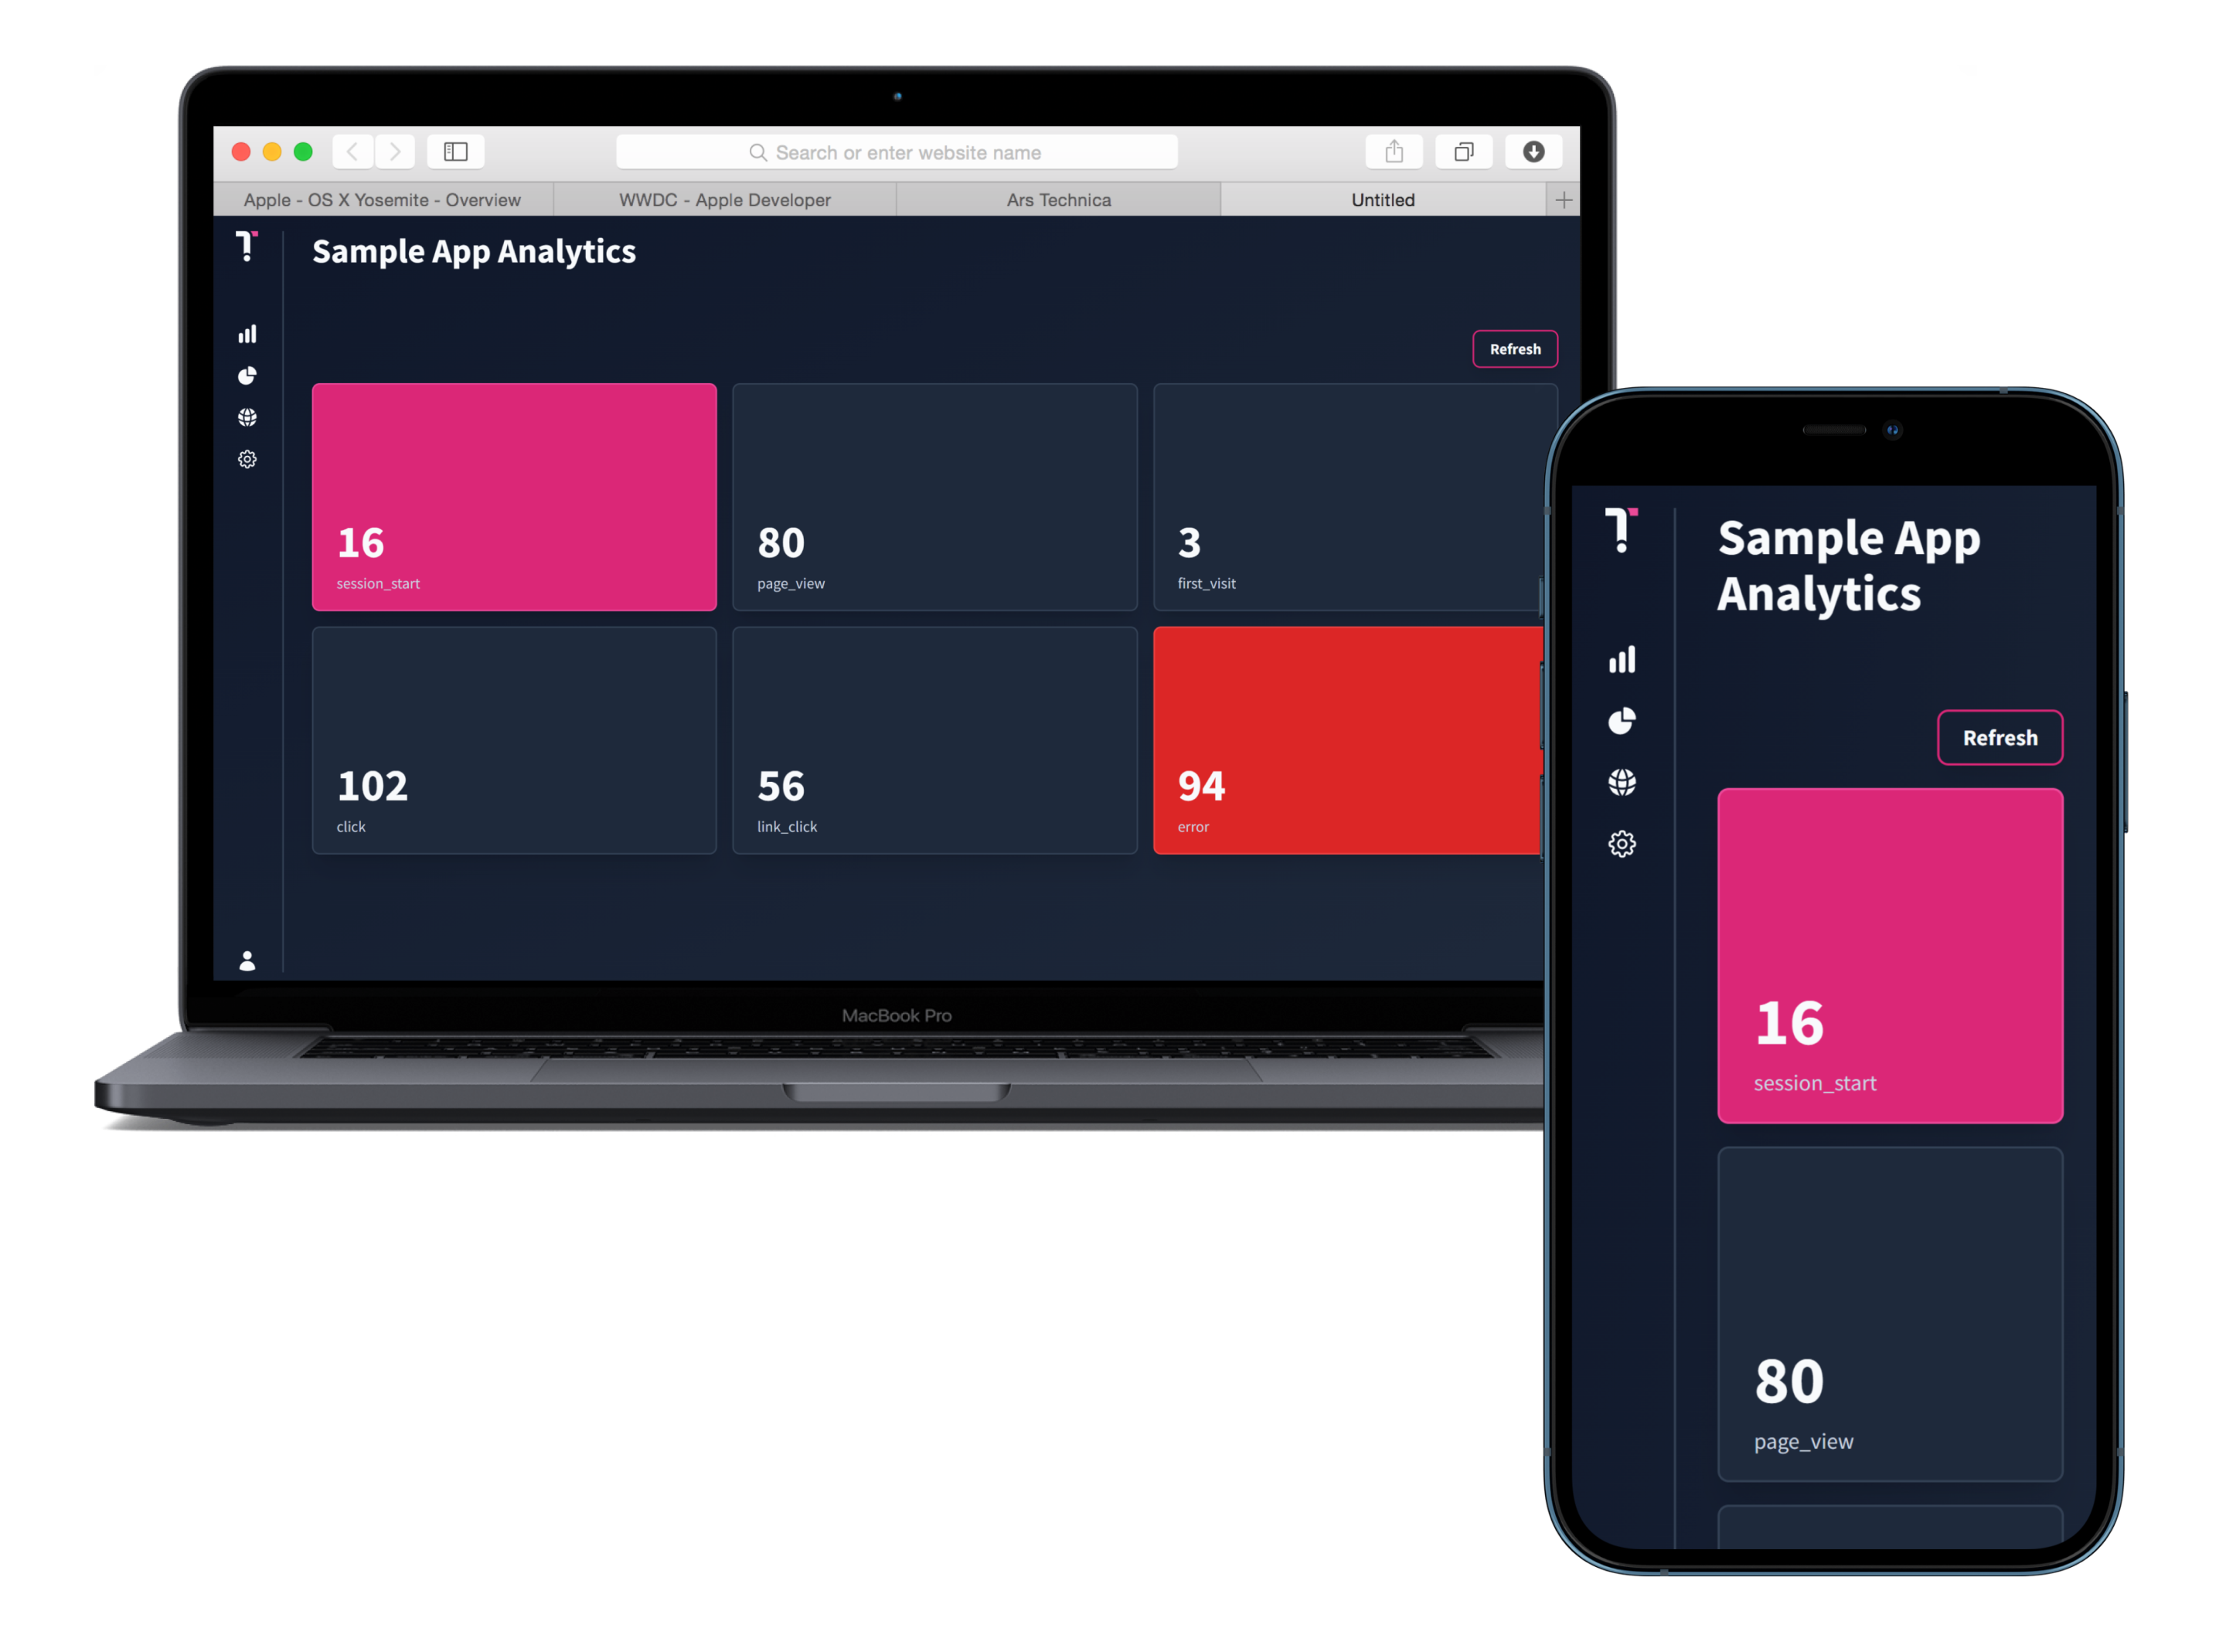 Search or enter website name
Apple - OS X Yosemite - Overview
WWDC - Apple Developer
Ars Technica
Untitled
Sample App Analytics
Refresh
16
session_start
80
page_view
3
first_visit
102
click
56
link_click
94
error
MacBook Pro
Sample App
Analytics
Refresh
16
session_start
80
page_view